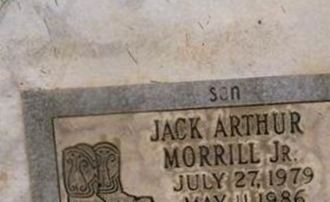 Son
JACK ARTHUR
MORRILL JR.
JULY 27, 1979
MAY 11, 1986